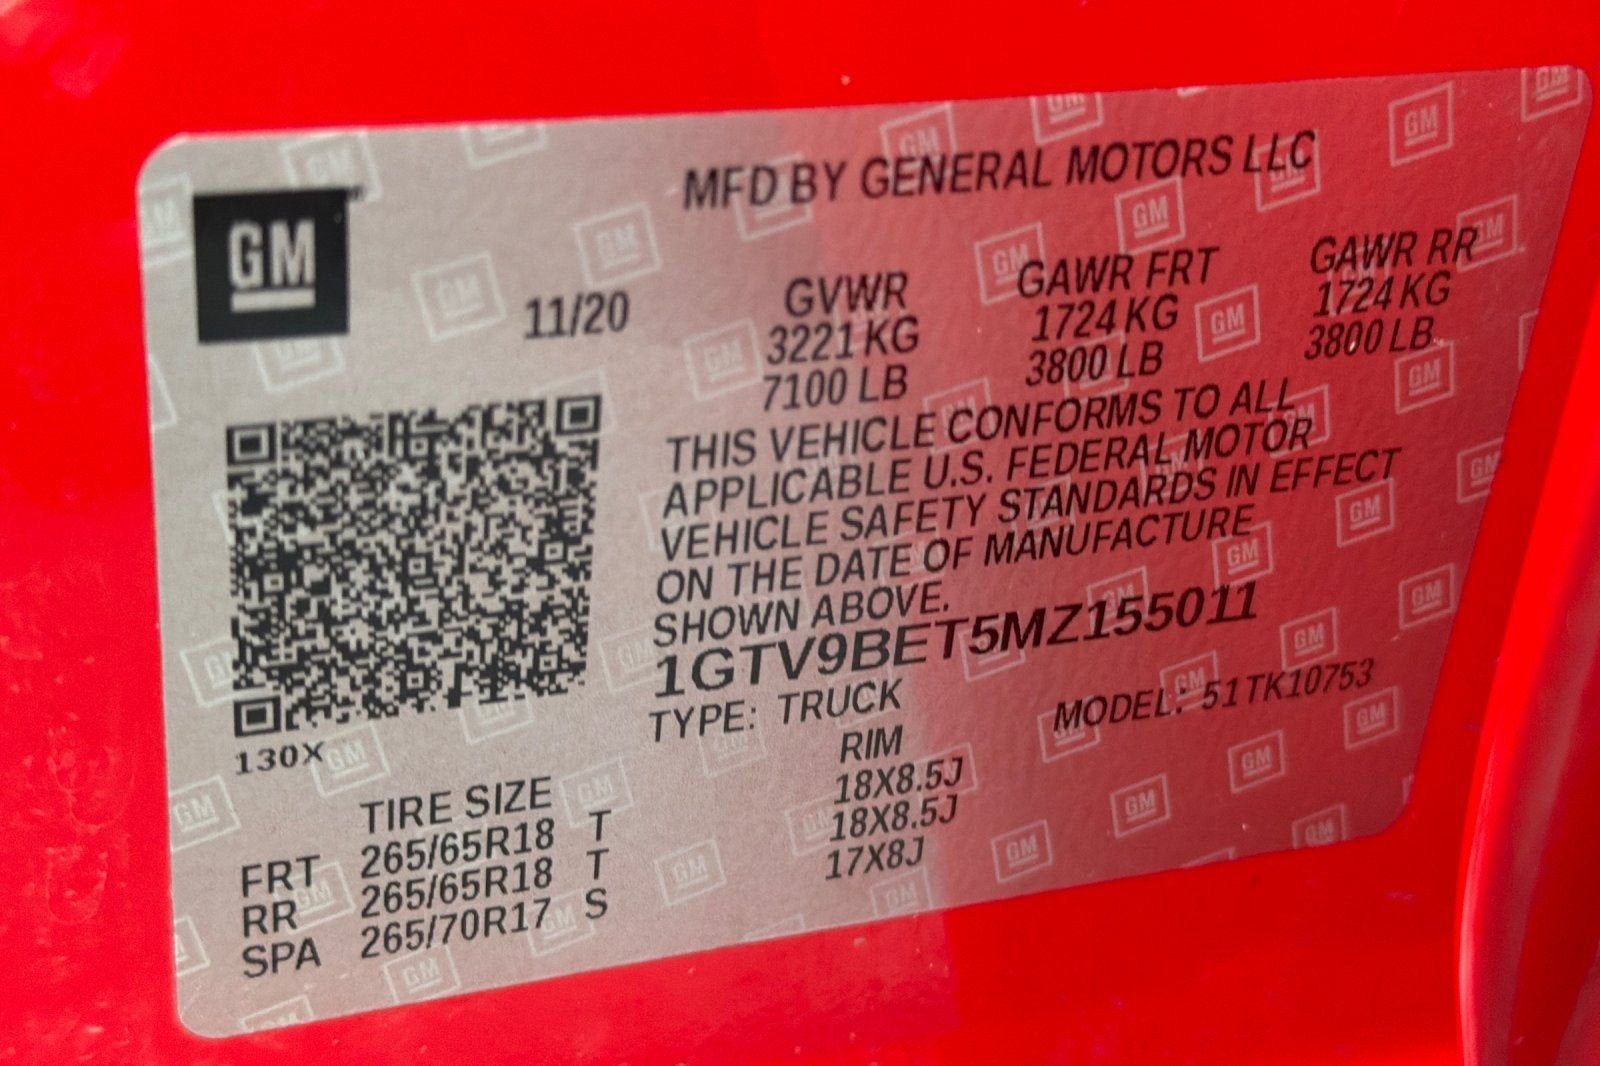 MFD BY GENERAL MOTORS LLC
GM
11/20
GVWR GAWR FRT GAWR RR
3221 KG 1724 KG 1724 KG
7100 LB 3800 LB 3800 LB
THIS VEHICLE CONFORMS TO ALL
APPLICABLE U.S. FEDERAL MOTOR
VEHICLE SAFETY STANDARDS IN EFFECT
ON THE DATE OF MANUFACTURE
SHOWN ABOVE.
1GTV9BET5MZ155011
TYPE: TRUCK MODEL: 51TK10753
130X
TIRE SIZE RIM
FRT 265/65R18 T 18X8.5J
RR 265/65R18 T 18X8.5J
SPA 265/70R17 S 17X8J